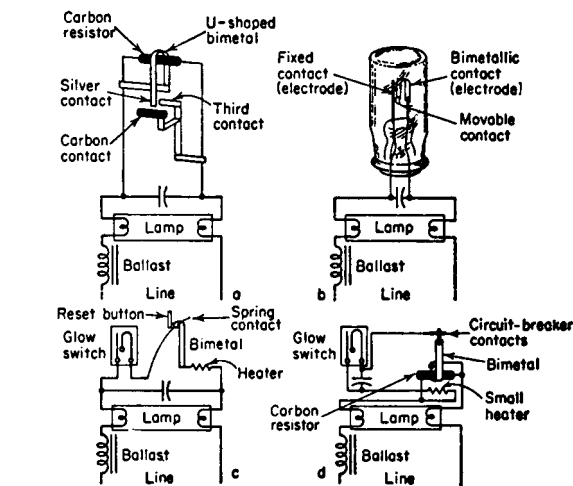 Carbon
resistor
U-shaped
bimetal
Silver
contact
Third
contact
Carbon
contact
Lamp
Ballast
Line
a
Fixed
contact
(electrode)
Bimetallic
contact
(electrode)
Movable
contact
Lamp
Ballast
Line
b
Reset button
Spring
contact
Glow
switch
Bimetal
Heater
Lamp
Ballast
Line
c
Glow
switch
Circuit-breaker
contacts
Bimetal
Small
heater
Carbon
resistor
Lamp
Ballast
Line
d